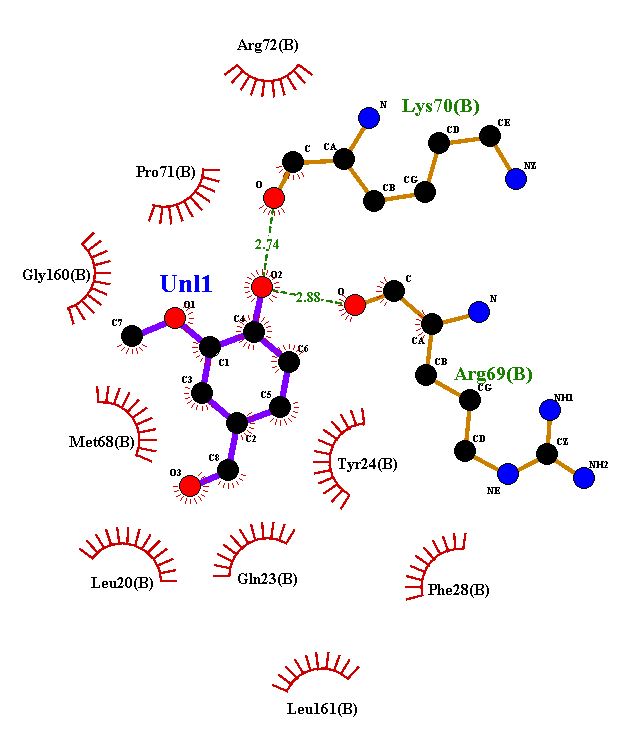 Arg72(B)
N
Lys70(B)
CD
CE
C
CA
Pro71(B)
NZ
O
CB
CG
2.74
Gly160(B)
Unl1
O2
C
O1
2.88
O
N
C7
C4
CA
C1
C6
CB
Arg69(B)
C3
C5
CG
NH1
C2
Met68(B)
CD
CZ
C8
Tyr24(B)
O3
NH2
NE
Leu20(B)
Gln23(B)
Phe28(B)
Leu161(B)